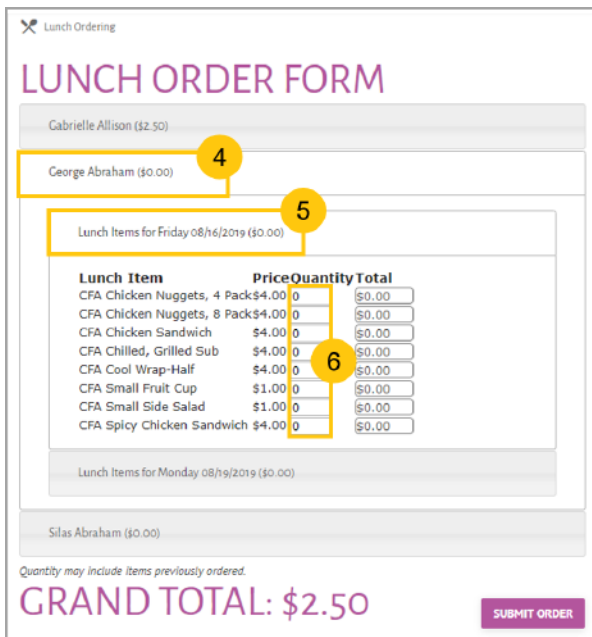 Lunch Ordering
LUNCH ORDER FORM
Gabrielle Allison ($2.50)
4
George Abraham ($0.00)
5
Lunch Items for Friday 08/16/2019 ($0.00)
Lunch Item Price Quantity Total
CFA Chicken Nuggets, 4 Pack $4.00 0 $0.00
CFA Chicken Nuggets, 8 Pack $4.00 0 $0.00
CFA Chicken Sandwich $4.00 0 $0.00
CFA Chilled, Grilled Sub $4.00 0 $0.00
CFA Cool Wrap-Half $4.00 0 6 $0.00
CFA Small Fruit Cup $1.00 0 $0.00
CFA Small Side Salad $1.00 0 $0.00
CFA Spicy Chicken Sandwich $4.00 0 $0.00
Lunch Items for Monday 08/19/2019 ($0.00)
Silas Abraham ($0.00)
Quantity may include items previously ordered.
GRAND TOTAL: $2.50
SUBMIT ORDER